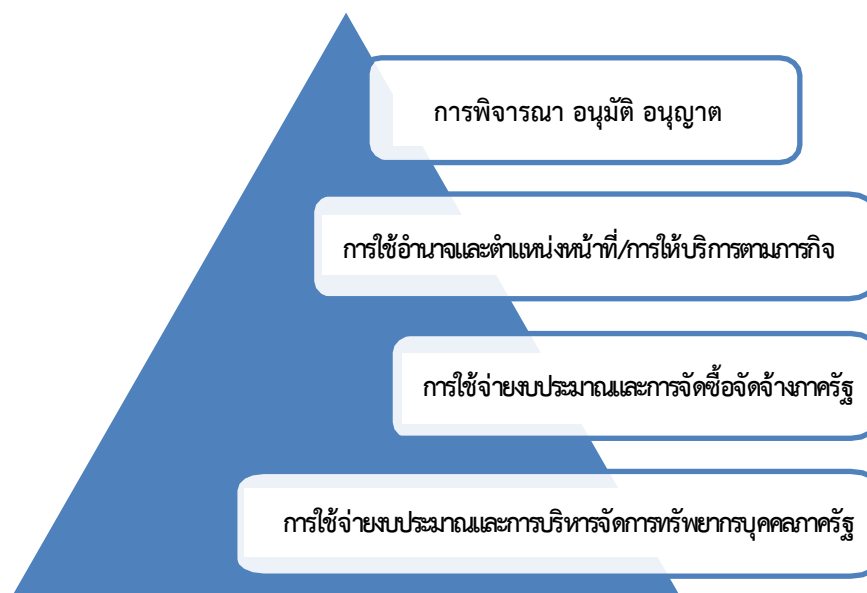 การพิจารณา อนุมัติ อนุญาต
การใช้อำนาจและตำแหน่งหน้าที่/การให้บริการตามภารกิจ
การใช้จ่ายงบประมาณและการจัดซื้อจัดจ้างภาครัฐ
การใช้จ่ายงบประมาณและการบริหารจัดการทรัพยากรบุคคลภาครัฐ